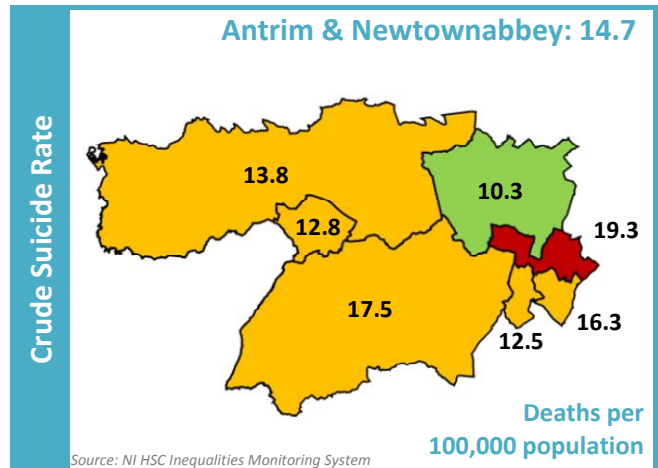 Antrim & Newtownabbey: 14.7
Crude Suicide Rate
13.8
10.3
12.8
19.3
17.5
16.3
12.5
Deaths per
100,000 population
Source: NI HSC Inequalities Monitoring System